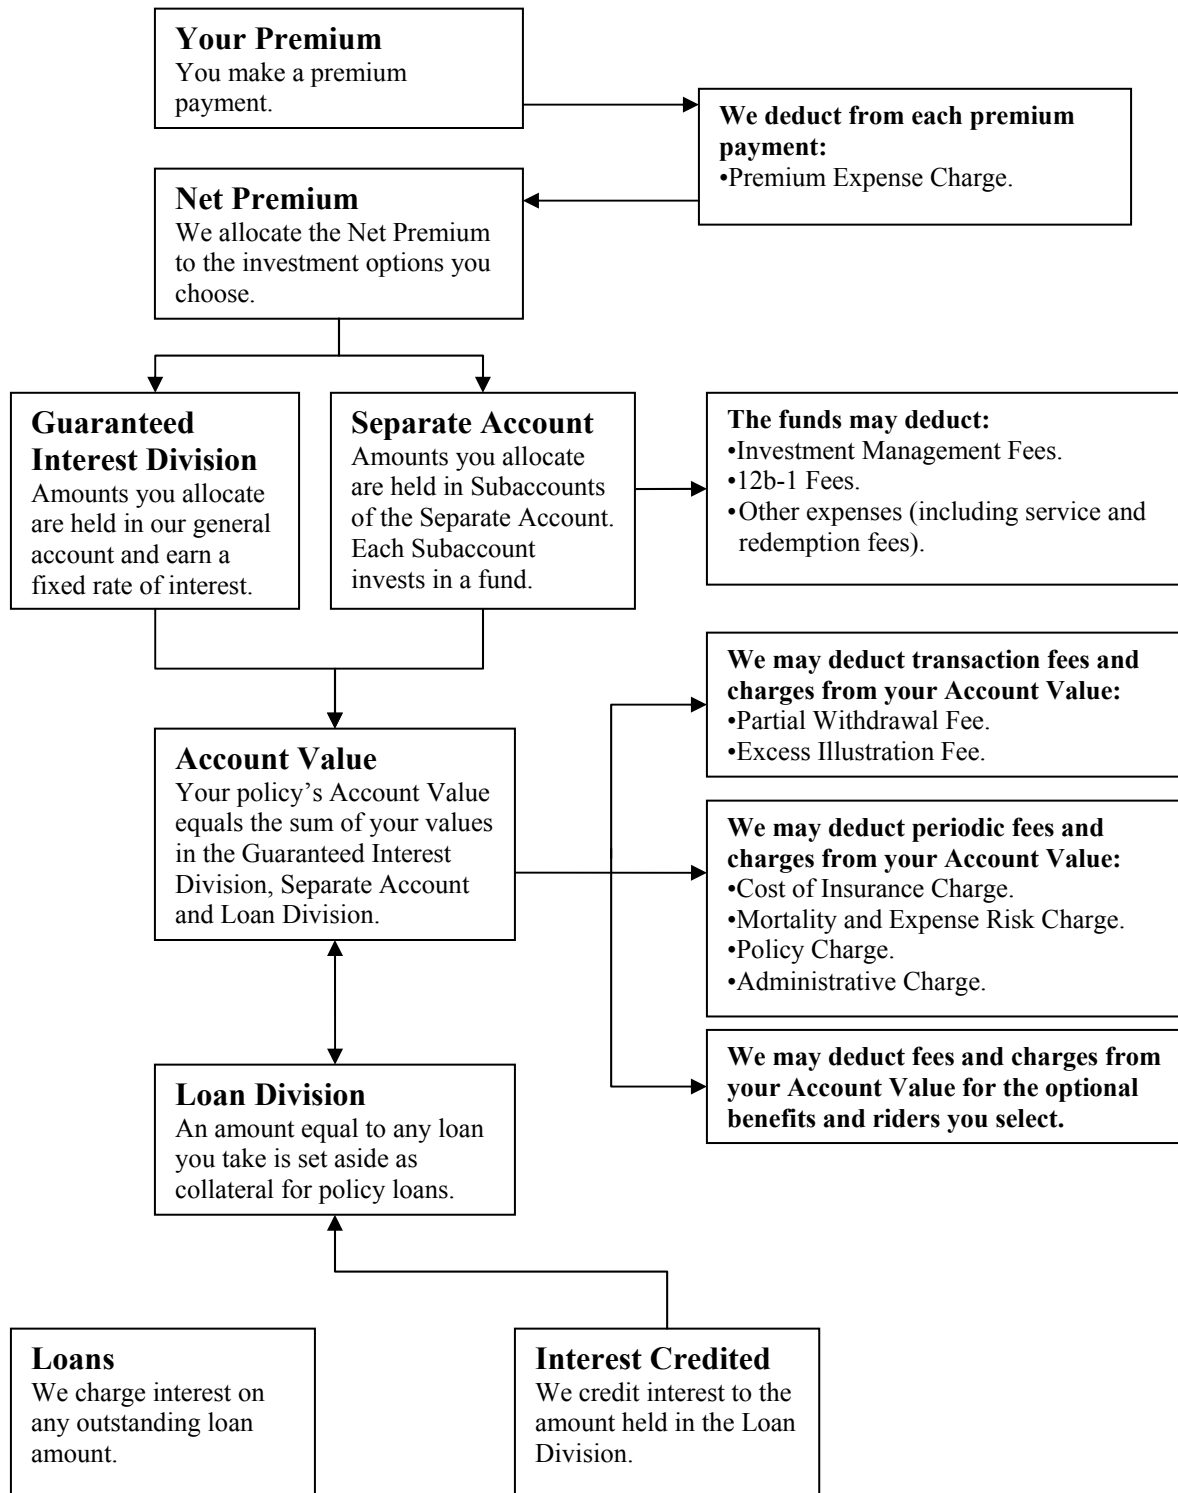 Your Premium
You make a premium
payment.
We deduct from each premium
payment:
•Premium Expense Charge.
Net Premium
We allocate the Net Premium
to the investment options you
choose.
Guaranteed
Interest Division
Amounts you allocate
are held in our general
account and earn a
fixed rate of interest.
Separate Account
Amounts you allocate
are held in Subaccounts
of the Separate Account.
Each Subaccount
invests in a fund.
The funds may deduct:
•Investment Management Fees.
•12b-1 Fees.
•Other expenses (including service and
redemption fees).
We may deduct transaction fees and
charges from your Account Value:
•Partial Withdrawal Fee.
•Excess Illustration Fee.
Account Value
Your policy’s Account Value
equals the sum of your values
in the Guaranteed Interest
Division, Separate Account
and Loan Division.
We may deduct periodic fees and
charges from your Account Value:
•Cost of Insurance Charge.
•Mortality and Expense Risk Charge.
•Policy Charge.
•Administrative Charge.
We may deduct fees and charges from
your Account Value for the optional
benefits and riders you select.
Loan Division
An amount equal to any loan
you take is set aside as
collateral for policy loans.
Loans
We charge interest on
any outstanding loan
amount.
Interest Credited
We credit interest to the
amount held in the Loan
Division.